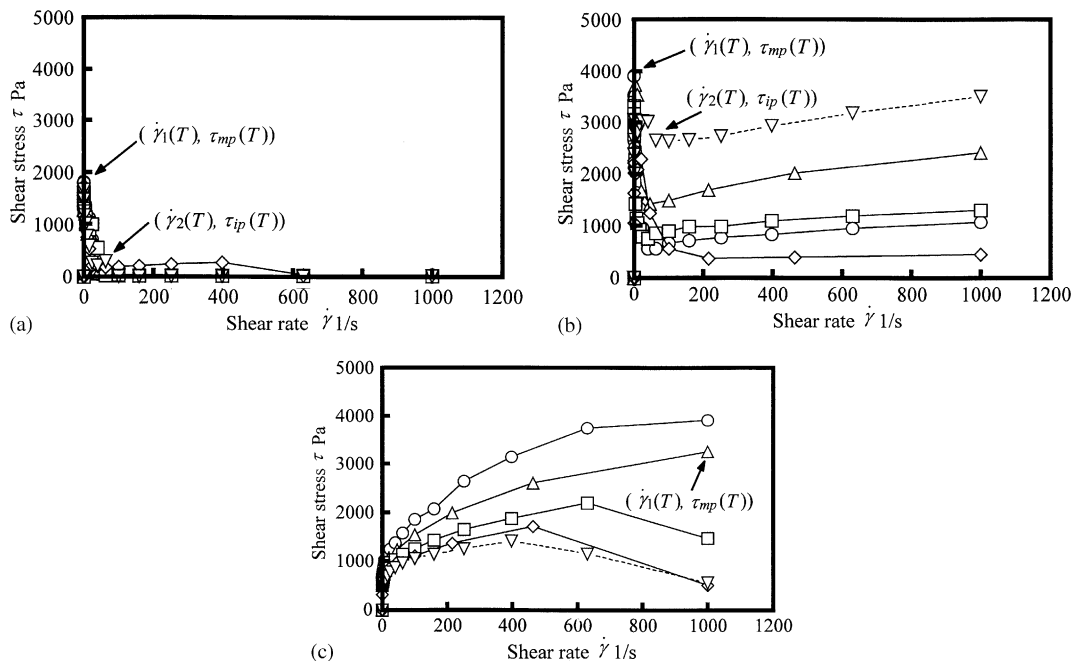 5000
4000
3000
2000
1000
0
Shear stress τ Pa
( γ̇1(T), τmp(T))
( γ̇2(T), τip(T))
0 200 400 600 800 1000 1200
Shear rate γ̇ 1/s
(a)
5000
4000
3000
2000
1000
0
Shear stress τ Pa
( γ̇1(T), τmp(T))
( γ̇2(T), τip(T))
0 200 400 600 800 1000 1200
Shear rate γ̇ 1/s
(b)
5000
4000
3000
2000
1000
0
Shear stress τ Pa
( γ̇1(T), τmp(T))
0 200 400 600 800 1000 1200
Shear rate γ̇ 1/s
(c)